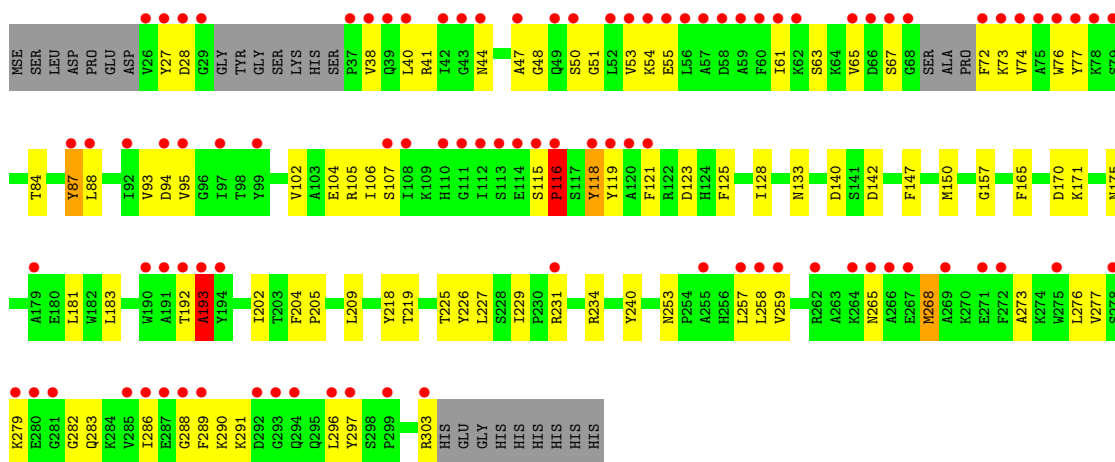 MSE SER LEU ASP PRO GLU ASP V26 Y27 D28 G29 GLY TYR GLY SER LYS HIS SER P37 V38 Q39 L40 R41 I42 G43 N44 A47 G48 Q49 S50 G51 L52 V53 K54 E55 L56 A57 D58 A59 F60 I61 K62 S63 K64 V65 D66 S67 G68 SER ALA PRO F72 K73 V74 A75 W76 Y77 K78 S79
T84 Y87 L88 I92 V93 D94 V95 G96 I97 T98 Y99 V102 A103 E104 R105 I106 S107 I108 K109 H110 G111 I112 S113 E114 S115 P116 S117 Y118 Y119 A120 F121 R122 D123 H124 F125 I128 N133 D140 S141 D142 F147 M150 G157 F165 D170 K171 N175
A179 E180 L181 W182 L183 W190 A191 T192 A193 Y194 I202 T203 F204 P205 L209 Y218 T219 T225 Y226 L227 S228 I229 P230 R231 R234 Y240 N253 P254 A255 H256 L257 L258 V259 R262 A263 K264 N265 A266 E267 M268 A269 K270 E271 F272 A273 K274 W275 L276 V277 S278
K279 E280 G281 G282 Q283 K284 V285 I286 E287 G288 F289 K290 K291 D292 G293 Q294 Q295 L296 Y297 S298 P299 R303 HIS GLU GLY HIS HIS HIS HIS HIS HIS